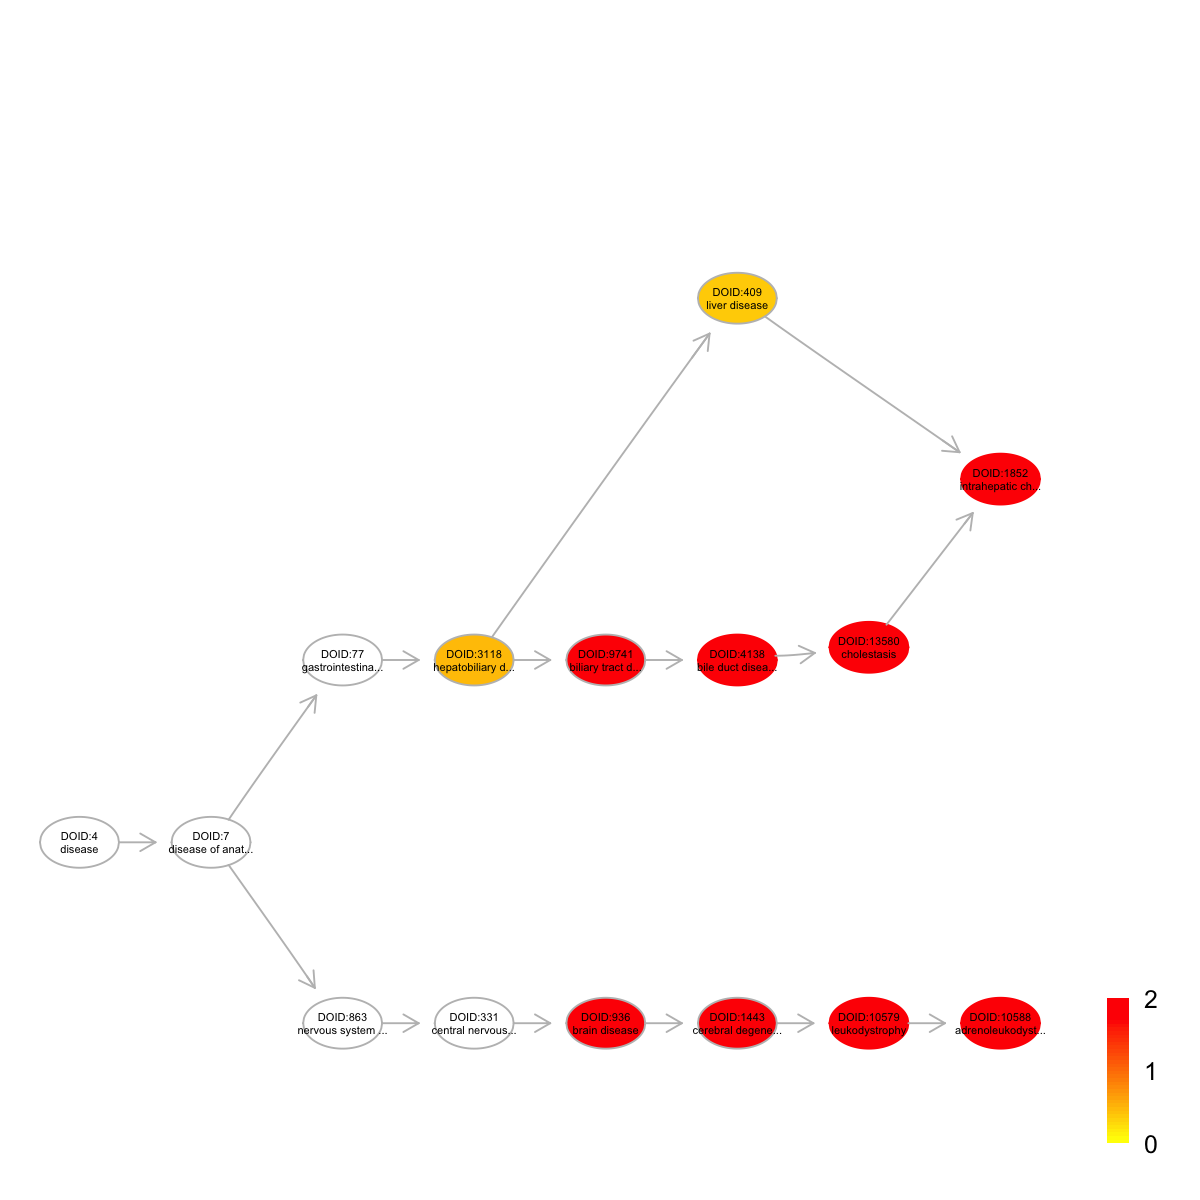 DOID:409
liver disease
DOID:1852
intrahepatic ch...
DOID:13580
cholestasis
DOID:77
gastrointestina...
DOID:3118
hepatobiliary d...
DOID:9741
biliary tract d...
DOID:4138
bile duct disea...
DOID:4
disease
DOID:7
disease of anat...
DOID:863
nervous system ...
DOID:331
central nervous...
DOID:936
brain disease
DOID:1443
cerebral degene...
DOID:10579
leukodystrophy
DOID:10588
adrenoleukodyst...
2
1
0